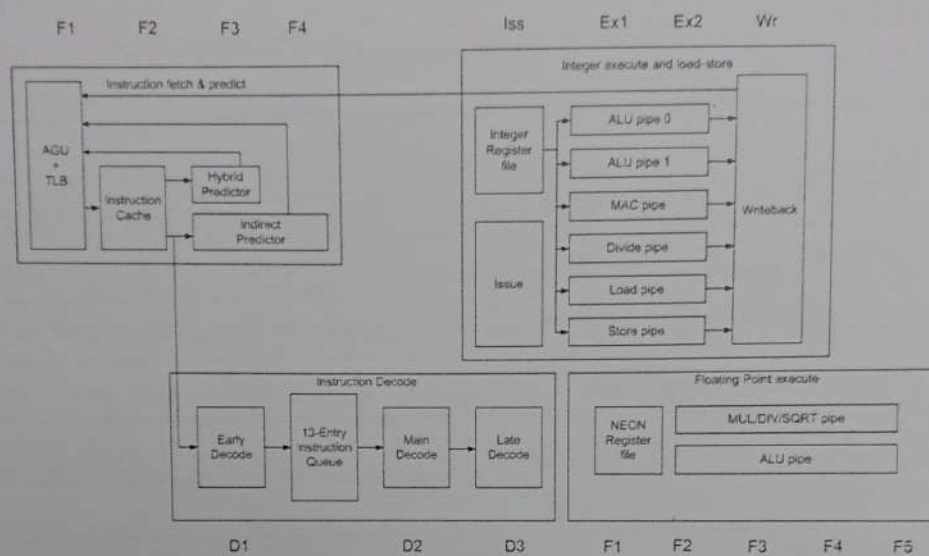 F1 F2 F3 F4 Iss Ex1 Ex2 Wr
Instruction fetch & predict
AGU
+
TLB
Instruction
Cache
Hybrid
Predictor
Indirect
Predictor
Integer execute and load-store
Integer
Register
file
Issue
ALU pipe 0
ALU pipe 1
MAC pipe
Divide pipe
Load pipe
Store pipe
Writeback
Instruction Decode
Early
Decode
13-Entry
Instruction
Queue
Main
Decode
Late
Decode
Floating Point execute
NEON
Register
file
MUL/DIV/SQRT pipe
ALU pipe
D1 D2 D3 F1 F2 F3 F4 F5